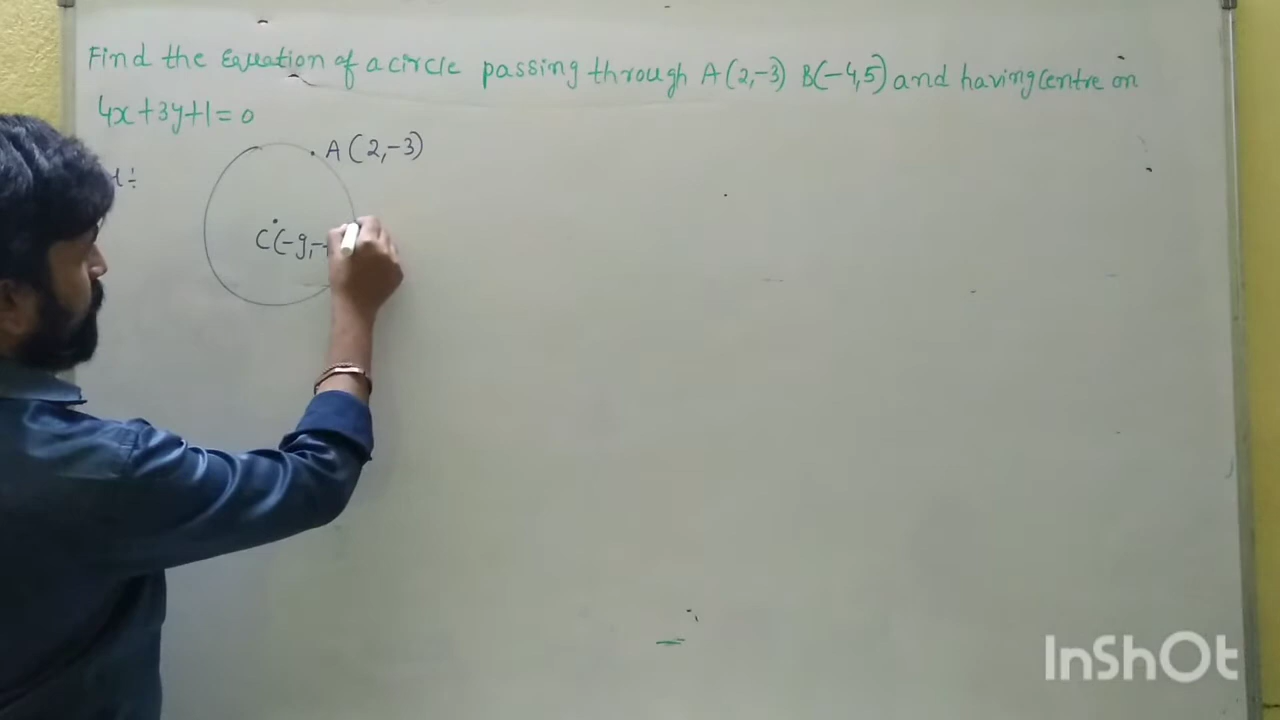 Find the Equation of a circle passing through A(2,-3) B(-4,5) and having centre on
4x+3y+1=0
A(2,-3)
C(-g,-
InShOt